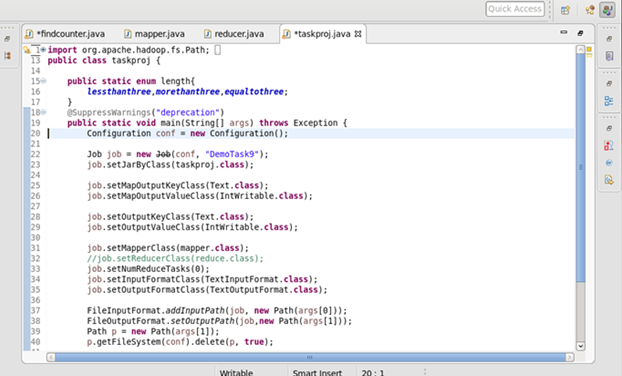 Quick Access
*findcounter.java mapper.java reducer.java *taskproj.java
1 import org.apache.hadoop.fs.Path;
13 public class taskproj {
14
15 public static enum length{
16 lessthanthree,morethanthree,equaltothree;
17 }
18 @SuppressWarnings("deprecation")
19 public static void main(String[] args) throws Exception {
20 Configuration conf = new Configuration();
21
22 Job job = new Job(conf, "DemoTask9");
23 job.setJarByClass(taskproj.class);
24
25 job.setMapOutputKeyClass(Text.class);
26 job.setMapOutputValueClass(IntWritable.class);
27
28 job.setOutputKeyClass(Text.class);
29 job.setOutputValueClass(IntWritable.class);
30
31 job.setMapperClass(mapper.class);
32 //job.setReducerClass(reduce.class);
33 job.setNumReduceTasks(0);
34 job.setInputFormatClass(TextInputFormat.class);
35 job.setOutputFormatClass(TextOutputFormat.class);
36
37 FileInputFormat.addInputPath(job, new Path(args[0]));
38 FileOutputFormat.setOutputPath(job,new Path(args[1]));
39 Path p = new Path(args[1]);
40 p.getFileSystem(conf).delete(p, true);
Writable Smart Insert 20 : 1